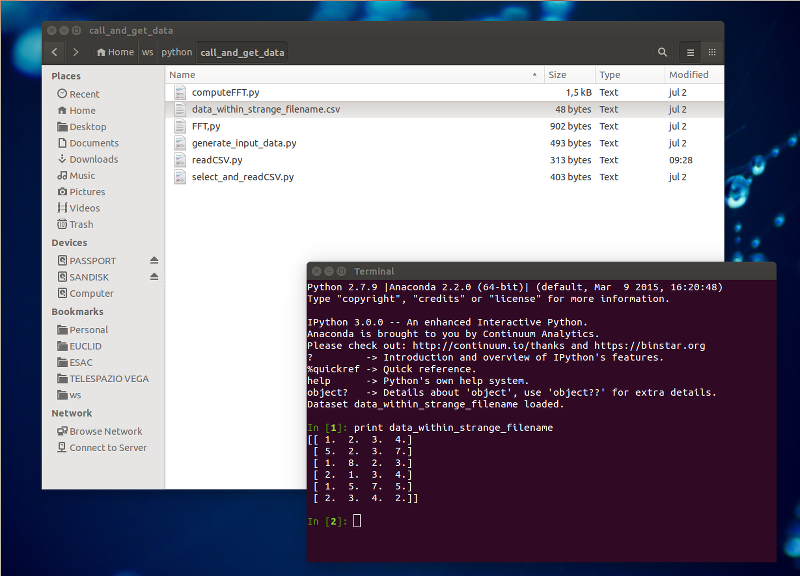 call_and_get_data
Home ws python call_and_get_data
Places
Recent
Home
Desktop
Documents
Downloads
Music
Pictures
Videos
Trash
Devices
PASSPORT
SANDISK
Computer
Bookmarks
Personal
EUCLID
ESAC
TELESPAZIO VEGA
ws
Network
Browse Network
Connect to Server
Name Size Type Modified
computeFFT.py 1,5 kB Text jul 2
data_within_strange_filename.csv 48 bytes Text jul 2
FFT,py 902 bytes Text jul 2
generate_input_data.py 493 bytes Text jul 2
readCSV.py 313 bytes Text 09:28
select_and_readCSV.py 403 bytes Text jul 2
Terminal
Python 2.7.9 |Anaconda 2.2.0 (64-bit)| (default, Mar  9 2015, 16:20:48)
Type "copyright", "credits" or "license" for more information.
IPython 3.0.0 -- An enhanced Interactive Python.
Anaconda is brought to you by Continuum Analytics.
Please check out: http://continuum.io/thanks and https://binstar.org
?         -> Introduction and overview of IPython's features.
%quickref -> Quick reference.
help      -> Python's own help system.
object?   -> Details about 'object', use 'object??' for extra details.
Dataset data_within_strange_filename loaded.
In [1]: print data_within_strange_filename
[[ 1.  2.  3.  4.]
 [ 5.  2.  3.  7.]
 [ 1.  8.  2.  3.]
 [ 2.  1.  3.  4.]
 [ 1.  5.  7.  5.]
 [ 2.  3.  4.  2.]]
In [2]: